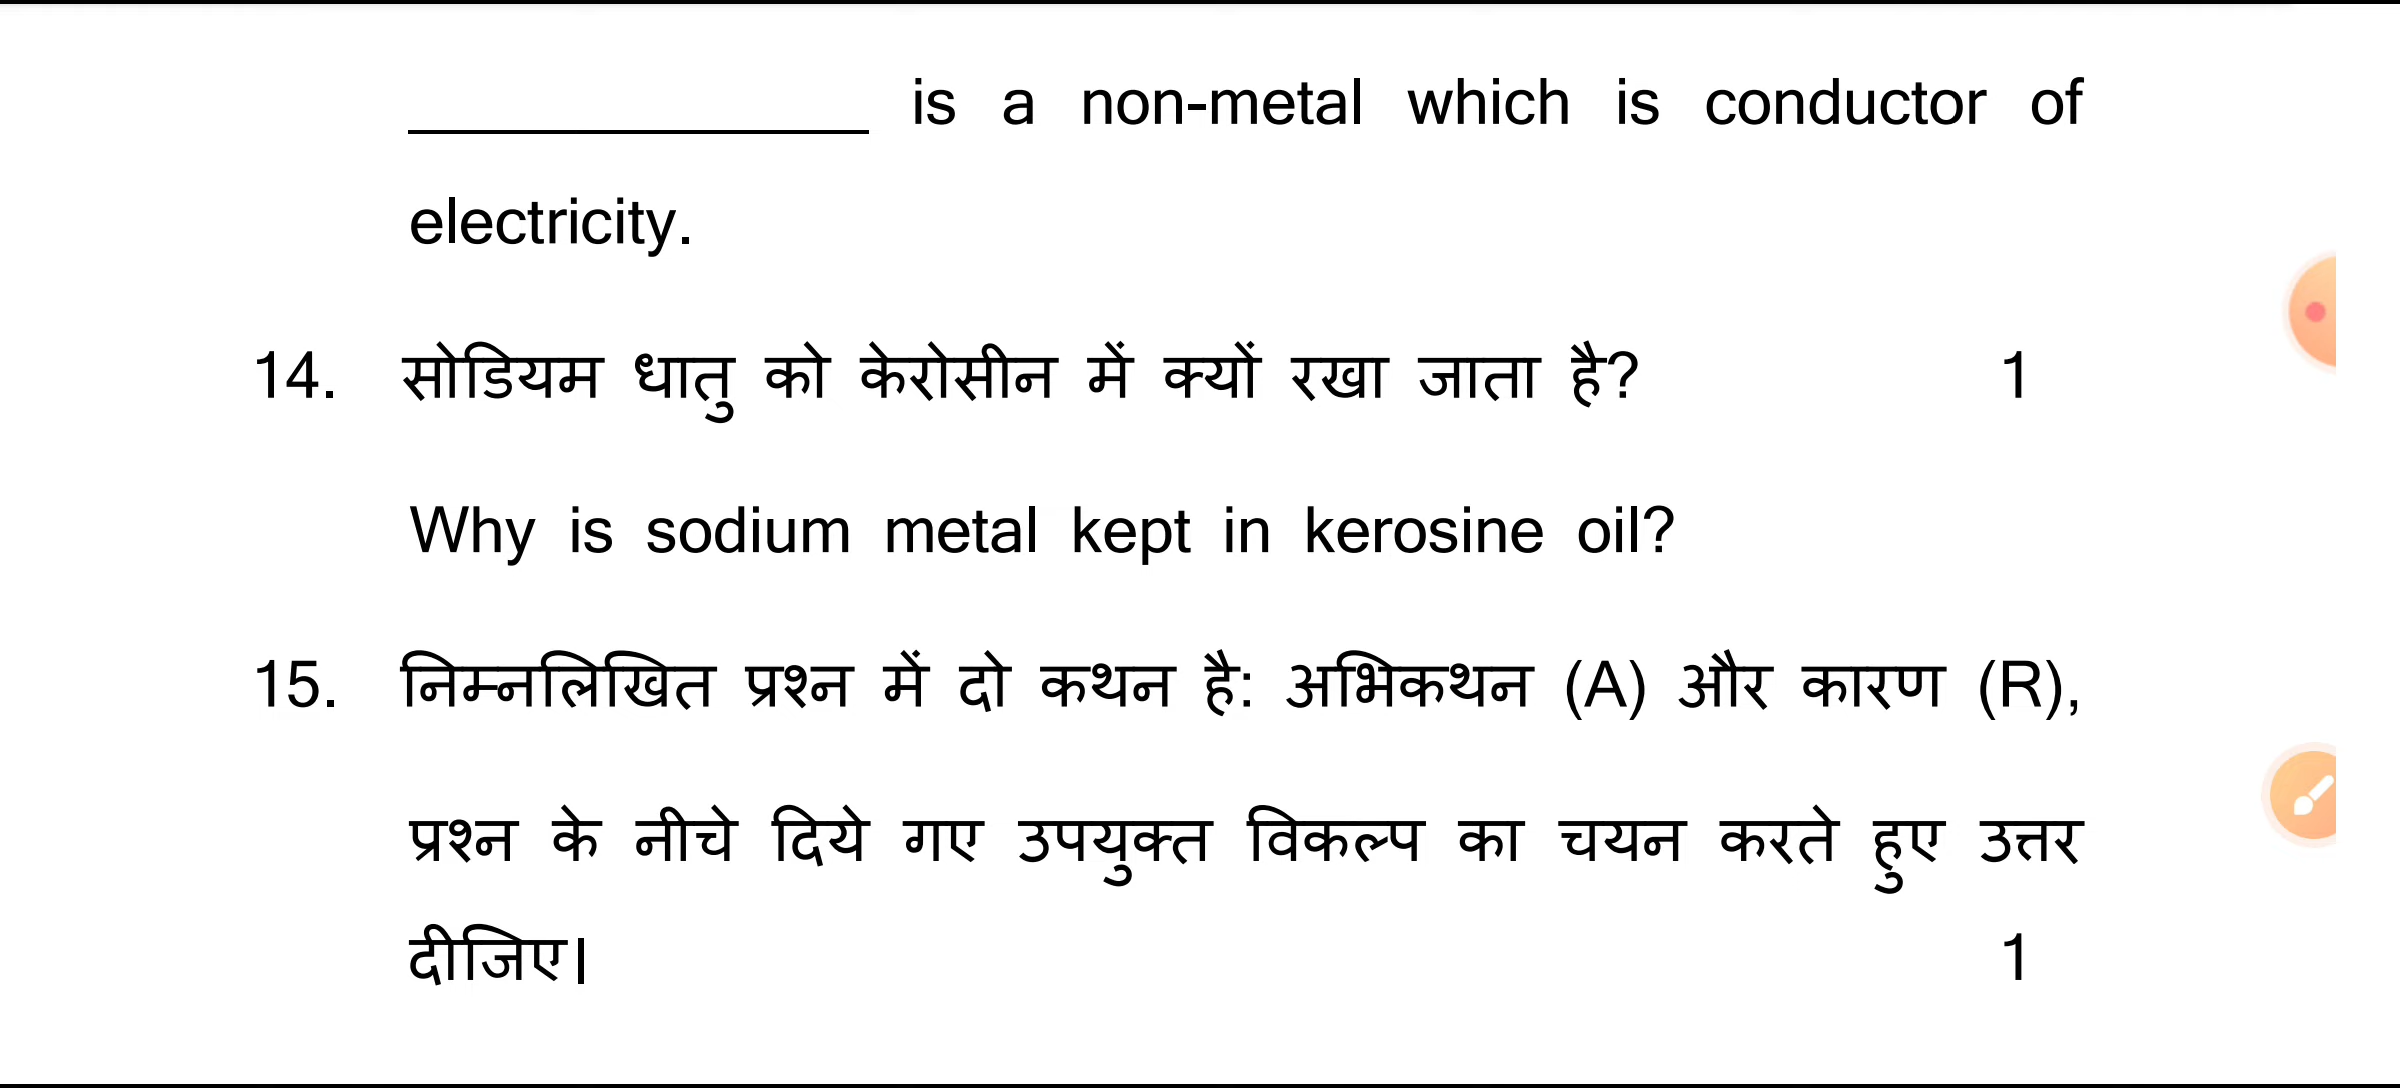 ____________ is a non-metal which is conductor of
electricity.
14. सोडियम धातु को केरोसीन में क्यों रखा जाता है? 1
Why is sodium metal kept in kerosine oil?
15. निम्नलिखित प्रश्न में दो कथन है: अभिकथन (A) और कारण (R),
प्रश्न के नीचे दिये गए उपयुक्त विकल्प का चयन करते हुए उत्तर
दीजिए। 1